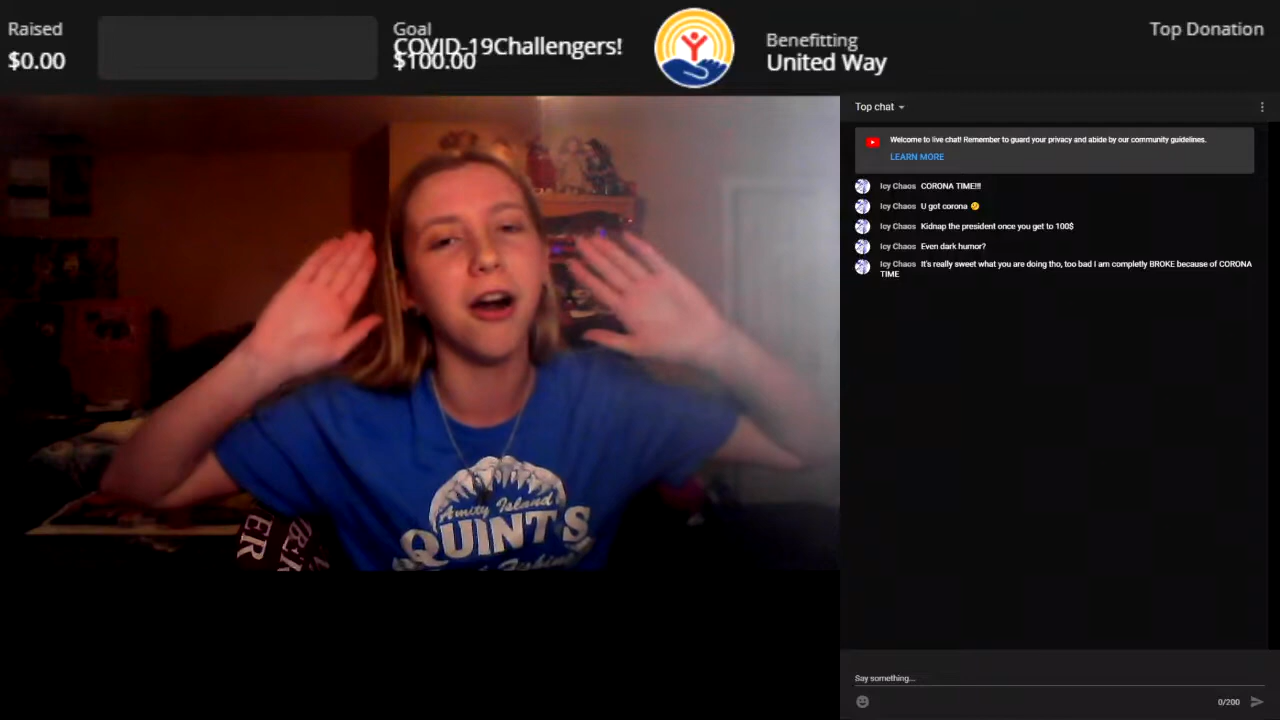 Raised
$0.00
Goal
COVID-19Challengers!
$100.00
Benefitting
United Way
Top Donation
Top chat
Welcome to live chat! Remember to guard your privacy and abide by our community guidelines.
LEARN MORE
Icy Chaos CORONA TIME!!!
Icy Chaos U got corona 🤔
Icy Chaos Kidnap the president once you get to 100$
Icy Chaos Even dark humor?
Icy Chaos It's really sweet what you are doing tho, too bad I am completly BROKE because of CORONA
TIME
Amity Island
QUINT'S
Fishing
ER
Say something...
0/200